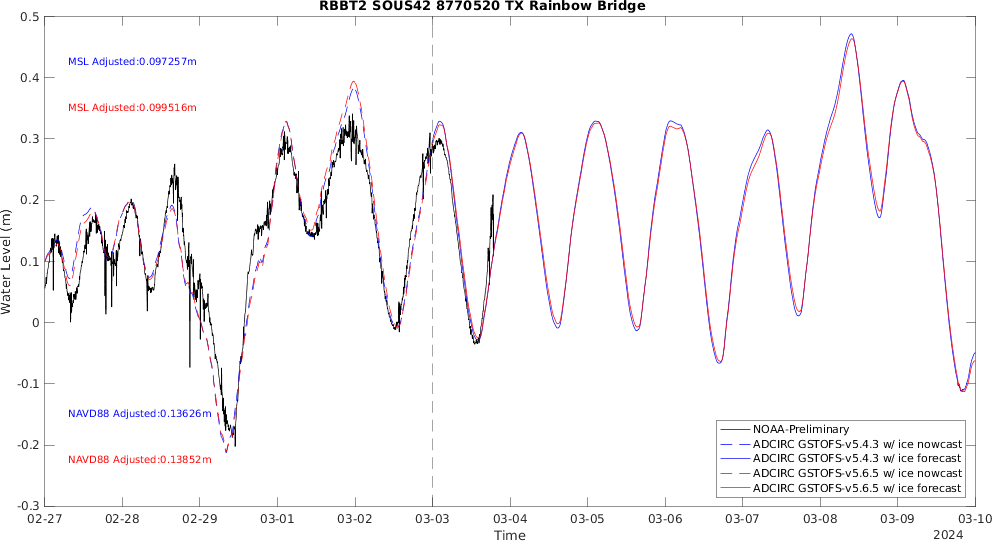 RBBT2 SOUS42 8770520 TX Rainbow Bridge
0.5
0.4
0.3
0.2
0.1
0
-0.1
-0.2
-0.3
Water Level (m)
MSL Adjusted:0.097257m
MSL Adjusted:0.099516m
NAVD88 Adjusted:0.13626m
NAVD88 Adjusted:0.13852m
NOAA-Preliminary
ADCIRC GSTOFS-v5.4.3 w/ ice nowcast
ADCIRC GSTOFS-v5.4.3 w/ ice forecast
ADCIRC GSTOFS-v5.6.5 w/ ice nowcast
ADCIRC GSTOFS-v5.6.5 w/ ice forecast
02-27 02-28 02-29 03-01 03-02 03-03 03-04 03-05 03-06 03-07 03-08 03-09 03-10
Time
2024